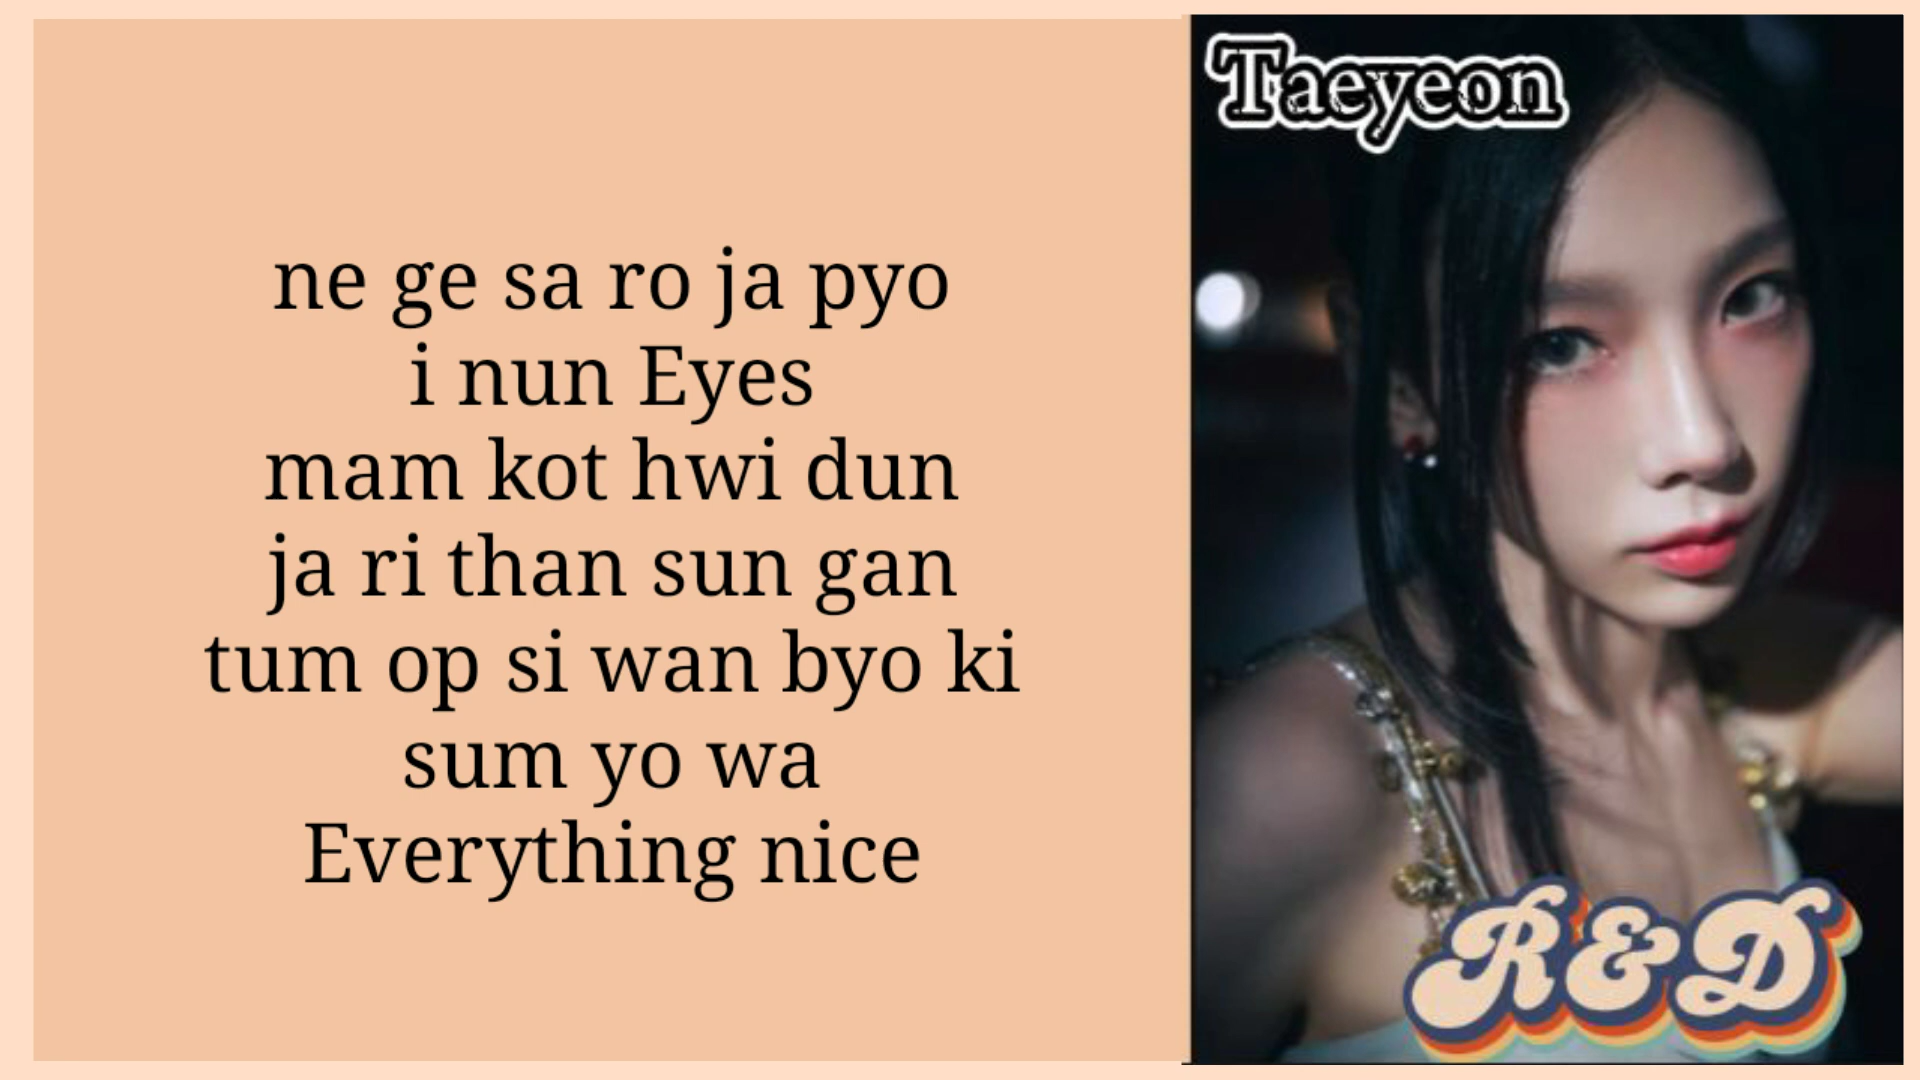 ne ge sa ro ja pyo
i nun Eyes
mam kot hwi dun
ja ri than sun gan
tum op si wan byo ki
sum yo wa
Everything nice
Taeyeon
R&D